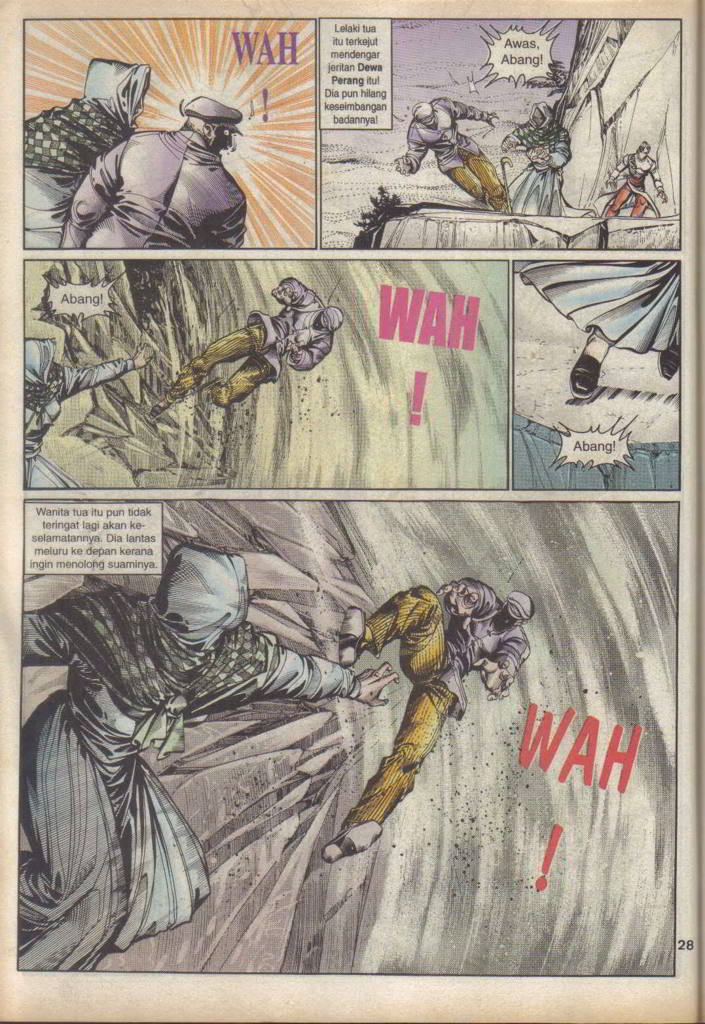 WAH
!
Lelaki tua
itu terkejut
mendengar
jeritan Dewa
Perang itu!
Dia pun hilang
keseimbangan
badannya!
Awas,
Abang!
Abang!
WAH
!
Abang!
Wanita tua itu pun tidak
teringat lagi akan ke-
selamatannya. Dia lantas
meluru ke depan kerana
ingin menolong suaminya.
WAH
!
28